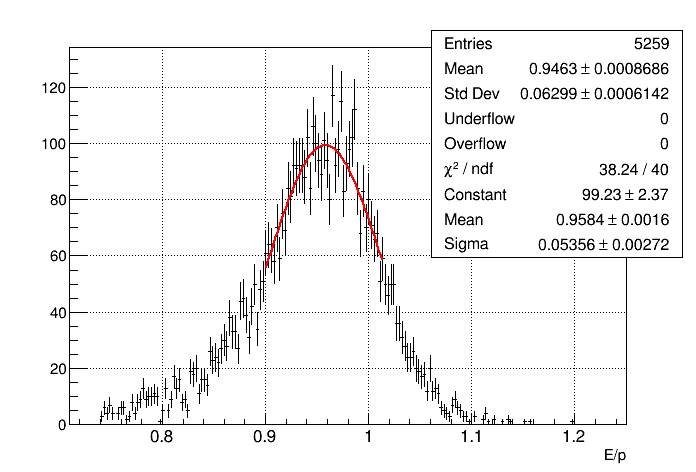 Entries 5259
Mean 0.9463 ± 0.0008686
Std Dev 0.06299 ± 0.0006142
Underflow 0
Overflow 0
χ² / ndf 38.24 / 40
Constant 99.23 ± 2.37
Mean 0.9584 ± 0.0016
Sigma 0.05356 ± 0.00272
120
100
80
60
40
20
0
0.8 0.9 1 1.1 1.2
E/p